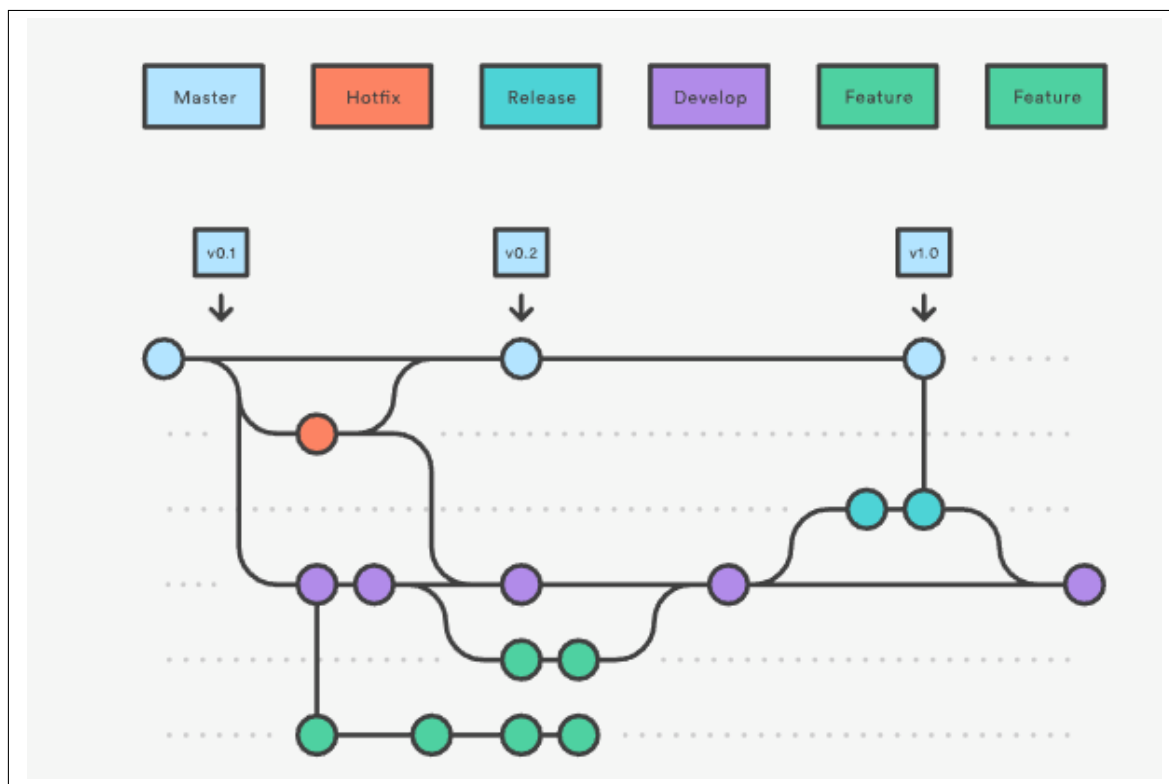 Master
Hotfix
Release
Develop
Feature
Feature
v0.1
v0.2
v1.0